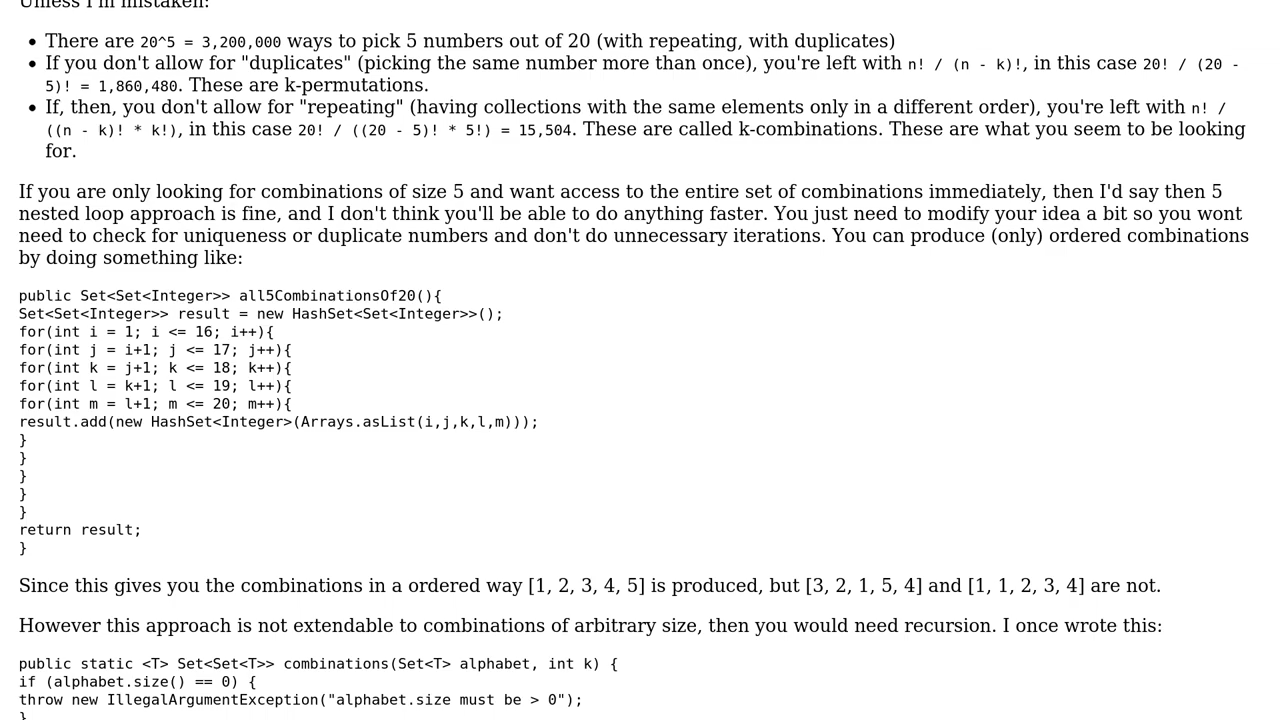 Unless I'm mistaken:
There are 20^5 = 3,200,000 ways to pick 5 numbers out of 20 (with repeating, with duplicates)
If you don't allow for "duplicates" (picking the same number more than once), you're left with n! / (n - k)!, in this case 20! / (20 -
5)! = 1,860,480. These are k-permutations.
If, then, you don't allow for "repeating" (having collections with the same elements only in a different order), you're left with n! /
((n - k)! * k!), in this case 20! / ((20 - 5)! * 5!) = 15,504. These are called k-combinations. These are what you seem to be looking
for.
If you are only looking for combinations of size 5 and want access to the entire set of combinations immediately, then I'd say then 5
nested loop approach is fine, and I don't think you'll be able to do anything faster. You just need to modify your idea a bit so you wont
need to check for uniqueness or duplicate numbers and don't do unnecessary iterations. You can produce (only) ordered combinations
by doing something like:
public Set<Set<Integer>> all5CombinationsOf20(){
Set<Set<Integer>> result = new HashSet<Set<Integer>>();
for(int i = 1; i <= 16; i++){
for(int j = i+1; j <= 17; j++){
for(int k = j+1; k <= 18; k++){
for(int l = k+1; l <= 19; l++){
for(int m = l+1; m <= 20; m++){
result.add(new HashSet<Integer>(Arrays.asList(i,j,k,l,m)));
}
}
}
}
}
return result;
}
Since this gives you the combinations in a ordered way [1, 2, 3, 4, 5] is produced, but [3, 2, 1, 5, 4] and [1, 1, 2, 3, 4] are not.
However this approach is not extendable to combinations of arbitrary size, then you would need recursion. I once wrote this:
public static <T> Set<Set<T>> combinations(Set<T> alphabet, int k) {
if (alphabet.size() == 0) {
throw new IllegalArgumentException("alphabet.size must be > 0");
}